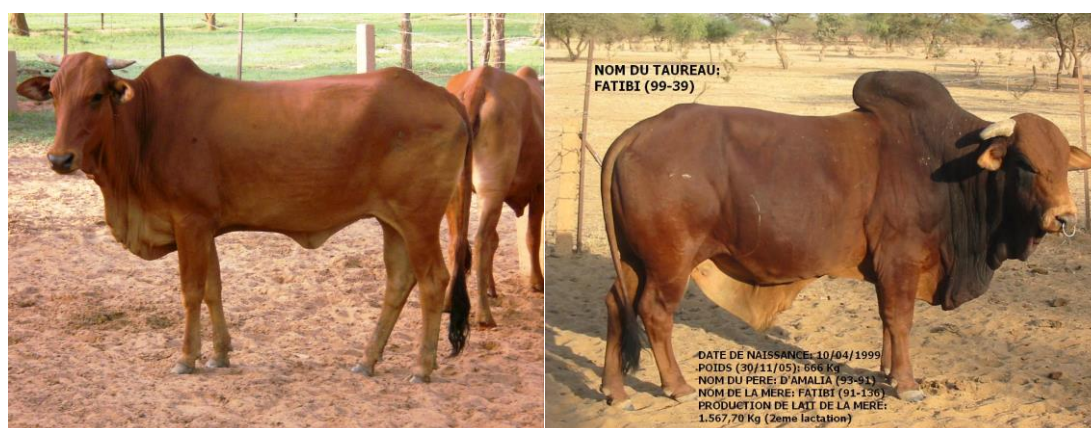 NOM DU TAUREAU:
FATIBI (99-39)
DATE DE NAISSANCE: 10/04/1999
POIDS (30/11/05): 666 Kg
NOM DU PERE: D'AMALIA (93-91)
NOM DE LA MERE: FATIBI (91-136)
PRODUCTION DE LAIT DE LA MERE:
1.567,70 Kg (2eme lactation)